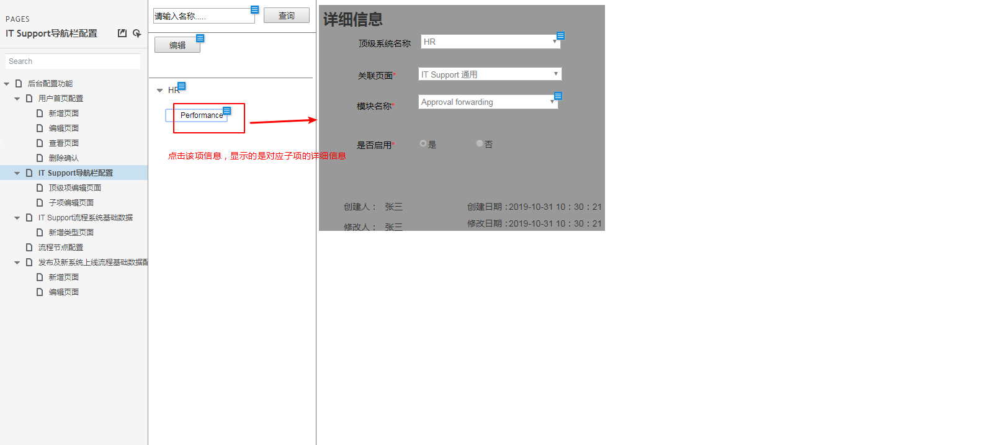 PAGES
IT Support导航栏配置
Search
后台配置功能
用户首页配置
新增页面
编辑页面
查看页面
删除确认
IT Support导航栏配置
顶级项编辑页面
子项编辑页面
IT Support流程系统基础数据
新增类型页面
流程节点配置
发布及新系统上线流程基础数据配
新增页面
编辑页面
请输入名称.....
查询
编辑
HR
Performance
点击该项信息，显示的是对应子项的详细信息
详细信息
顶级系统名称 HR
关联页面* IT Support 通用
模块名称* Approval forwarding
是否启用* 是 否
创建人： 张三 创建日期：2019-10-31 10：30：21
修改人： 张三 修改日期：2019-10-31 10：30：21